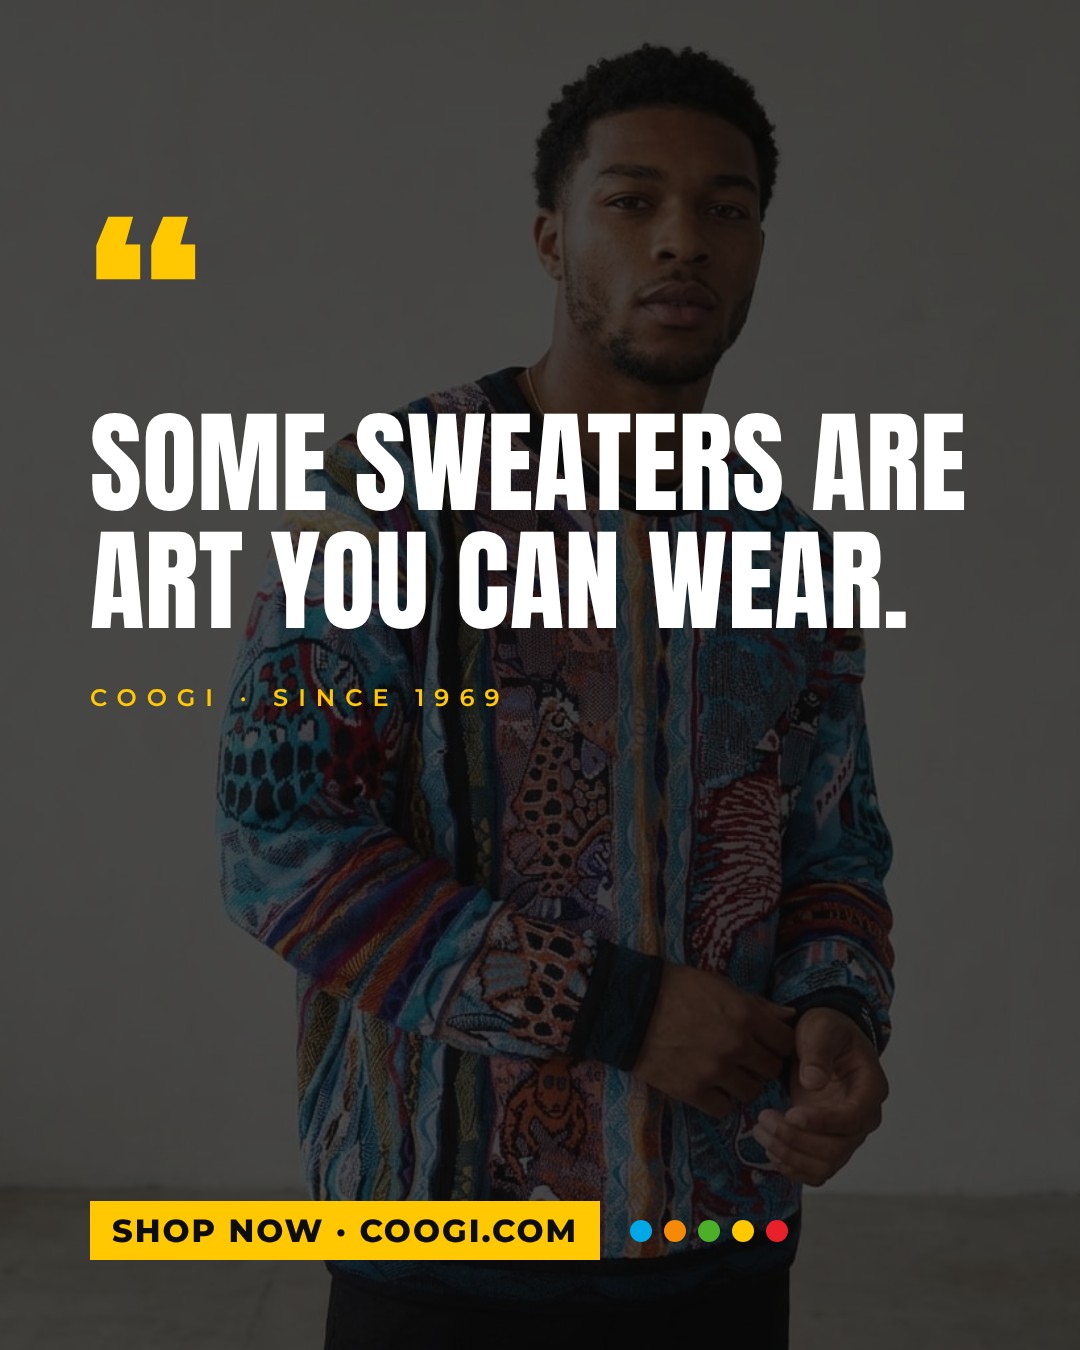 “
SOME SWEATERS ARE
ART YOU CAN WEAR.
COOGI · SINCE 1969
SHOP NOW · COOGI.COM